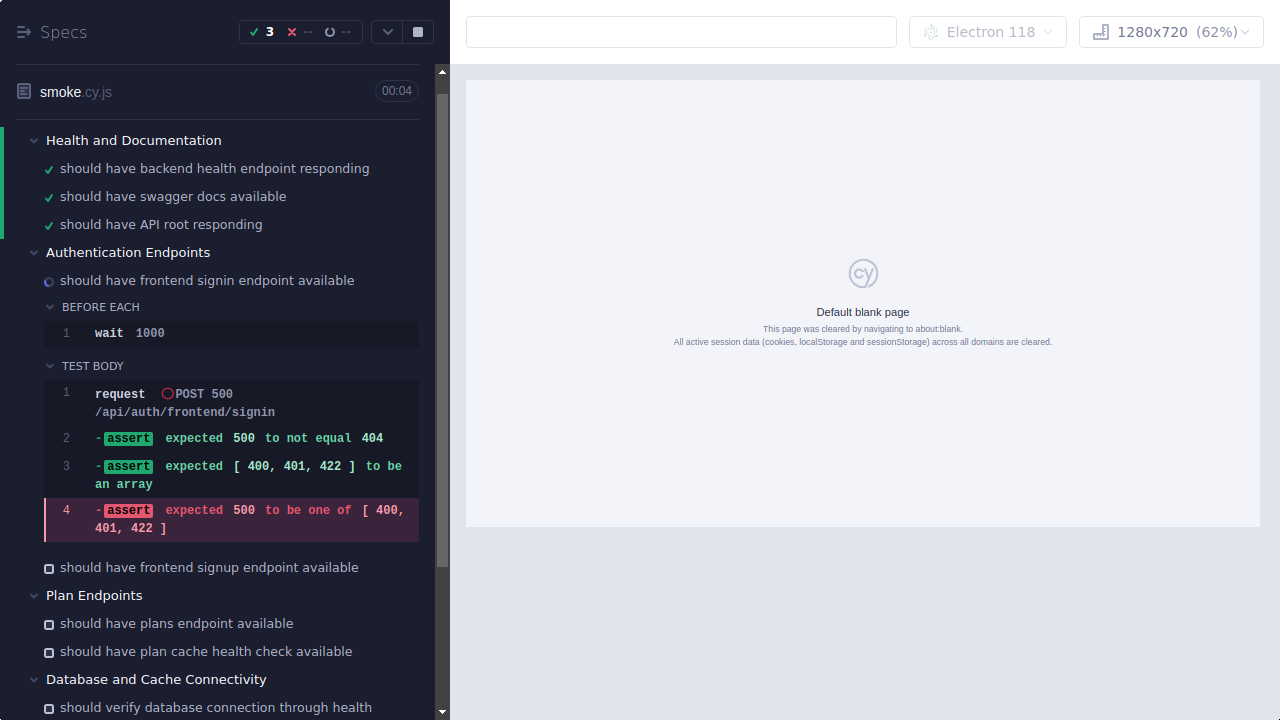 Specs
3 -- --
smoke.cy.js 00:04
Health and Documentation
should have backend health endpoint responding
should have swagger docs available
should have API root responding
Authentication Endpoints
should have frontend signin endpoint available
BEFORE EACH
1 wait 1000
TEST BODY
1 request POST 500
/api/auth/frontend/signin
2 -assert expected 500 to not equal 404
3 -assert expected [ 400, 401, 422 ] to be
an array
4 -assert expected 500 to be one of [ 400,
401, 422 ]
should have frontend signup endpoint available
Plan Endpoints
should have plans endpoint available
should have plan cache health check available
Database and Cache Connectivity
should verify database connection through health
Electron 118
1280x720 (62%)
cy
Default blank page
This page was cleared by navigating to about:blank.
All active session data (cookies, localStorage and sessionStorage) across all domains are cleared.